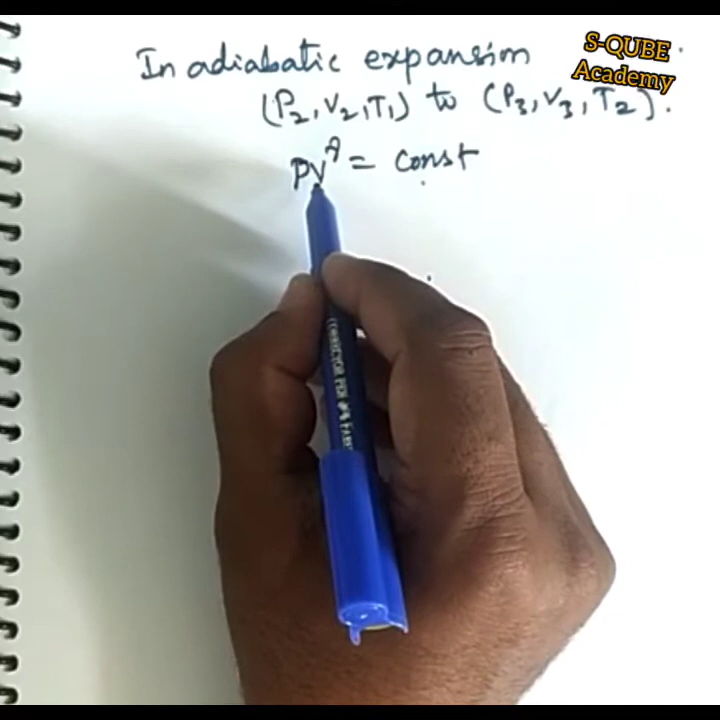 In adiabatic expansion
S-QUBE
Academy
(P₂, V₂, T₁) to (P₃, V₃, T₂).
PVᵞ = const